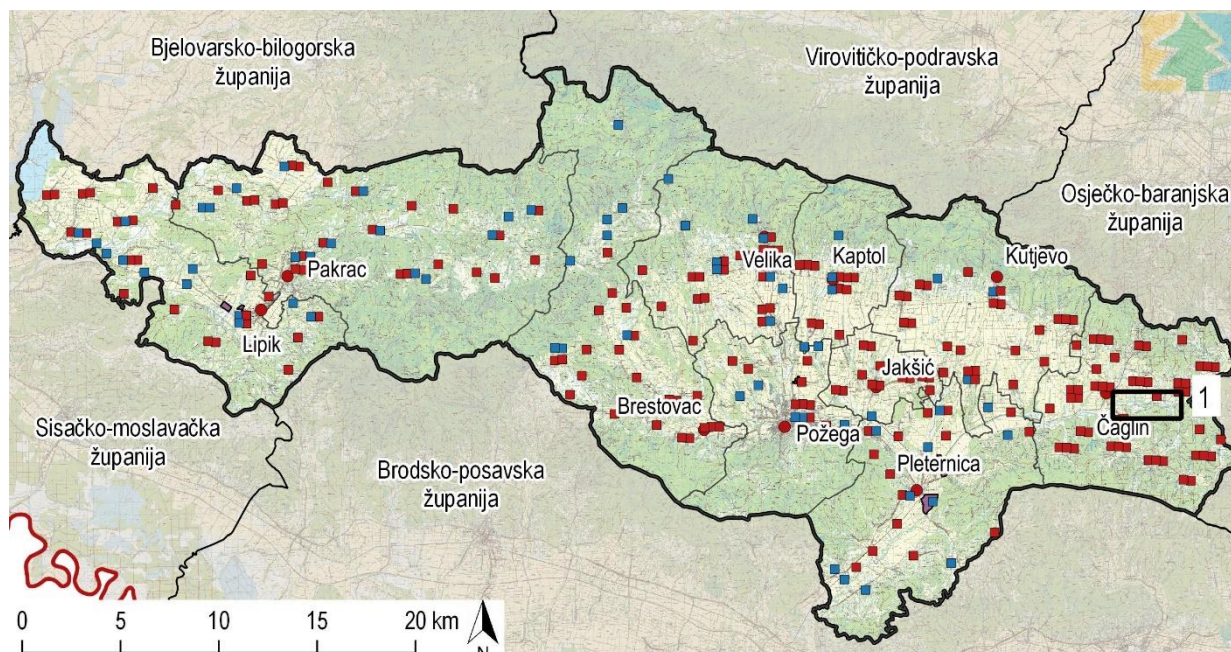 Bjelovarsko-bilogorska
županija
Virovitičko-podravska
županija
Osječko-baranjska
županija
Pakrac
Velika
Kaptol
Kutjevo
Lipik
Jakšić
1
Brestovac
Požega
Čaglin
Sisačko-moslavačka
županija
Brodsko-posavska
županija
Pleternica
0 5 10 15 20 km
N